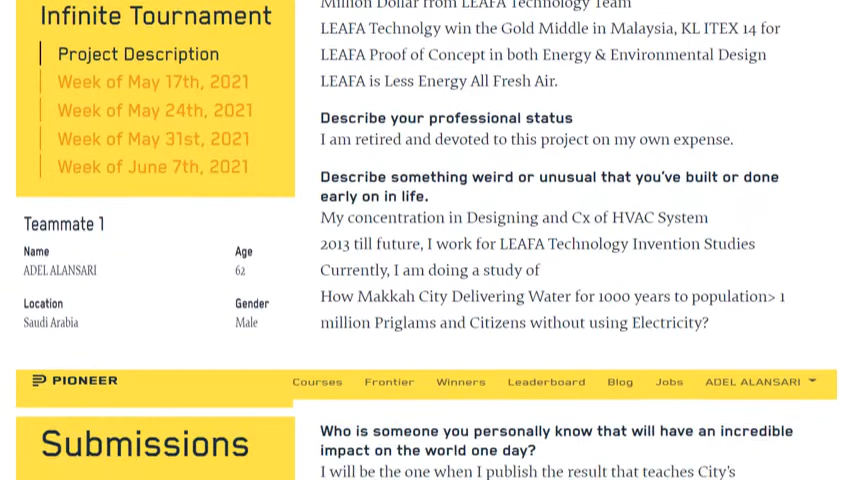 Infinite Tournament
Project Description
Week of May 17th, 2021
Week of May 24th, 2021
Week of May 31st, 2021
Week of June 7th, 2021
Teammate 1
Name Age
ADEL ALANSARI 62
Location Gender
Saudi Arabia Male
Million Dollar from LEAFA Technology Team
LEAFA Technolgy win the Gold Middle in Malaysia, KL ITEX 14 for
LEAFA Proof of Concept in both Energy & Environmental Design
LEAFA is Less Energy All Fresh Air.
Describe your professional status
I am retired and devoted to this project on my own expense.
Describe something weird or unusual that you've built or done
early on in life.
My concentration in Designing and Cx of HVAC System
2013 till future, I work for LEAFA Technology Invention Studies
Currently, I am doing a study of
How Makkah City Delivering Water for 1000 years to population> 1
million Priglams and Citizens without using Electricity?
PIONEER Courses Frontier Winners Leaderboard Blog Jobs ADEL ALANSARI
Submissions
Who is someone you personally know that will have an incredible
impact on the world one day?
I will be the one when I publish the result that teaches City's